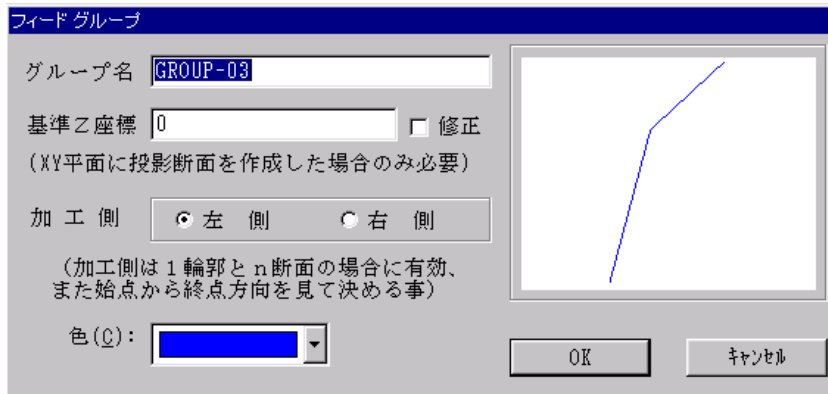 フィード グループ
グループ名 GROUP-03
基準Z座標 0 修正
(XY平面に投影断面を作成した場合のみ必要)
加 工 側 左 側 右 側
(加工側は1輪郭とn断面の場合に有効、
また始点から終点方向を見て決める事)
色(C):
OK ｷｬﾝｾﾙ